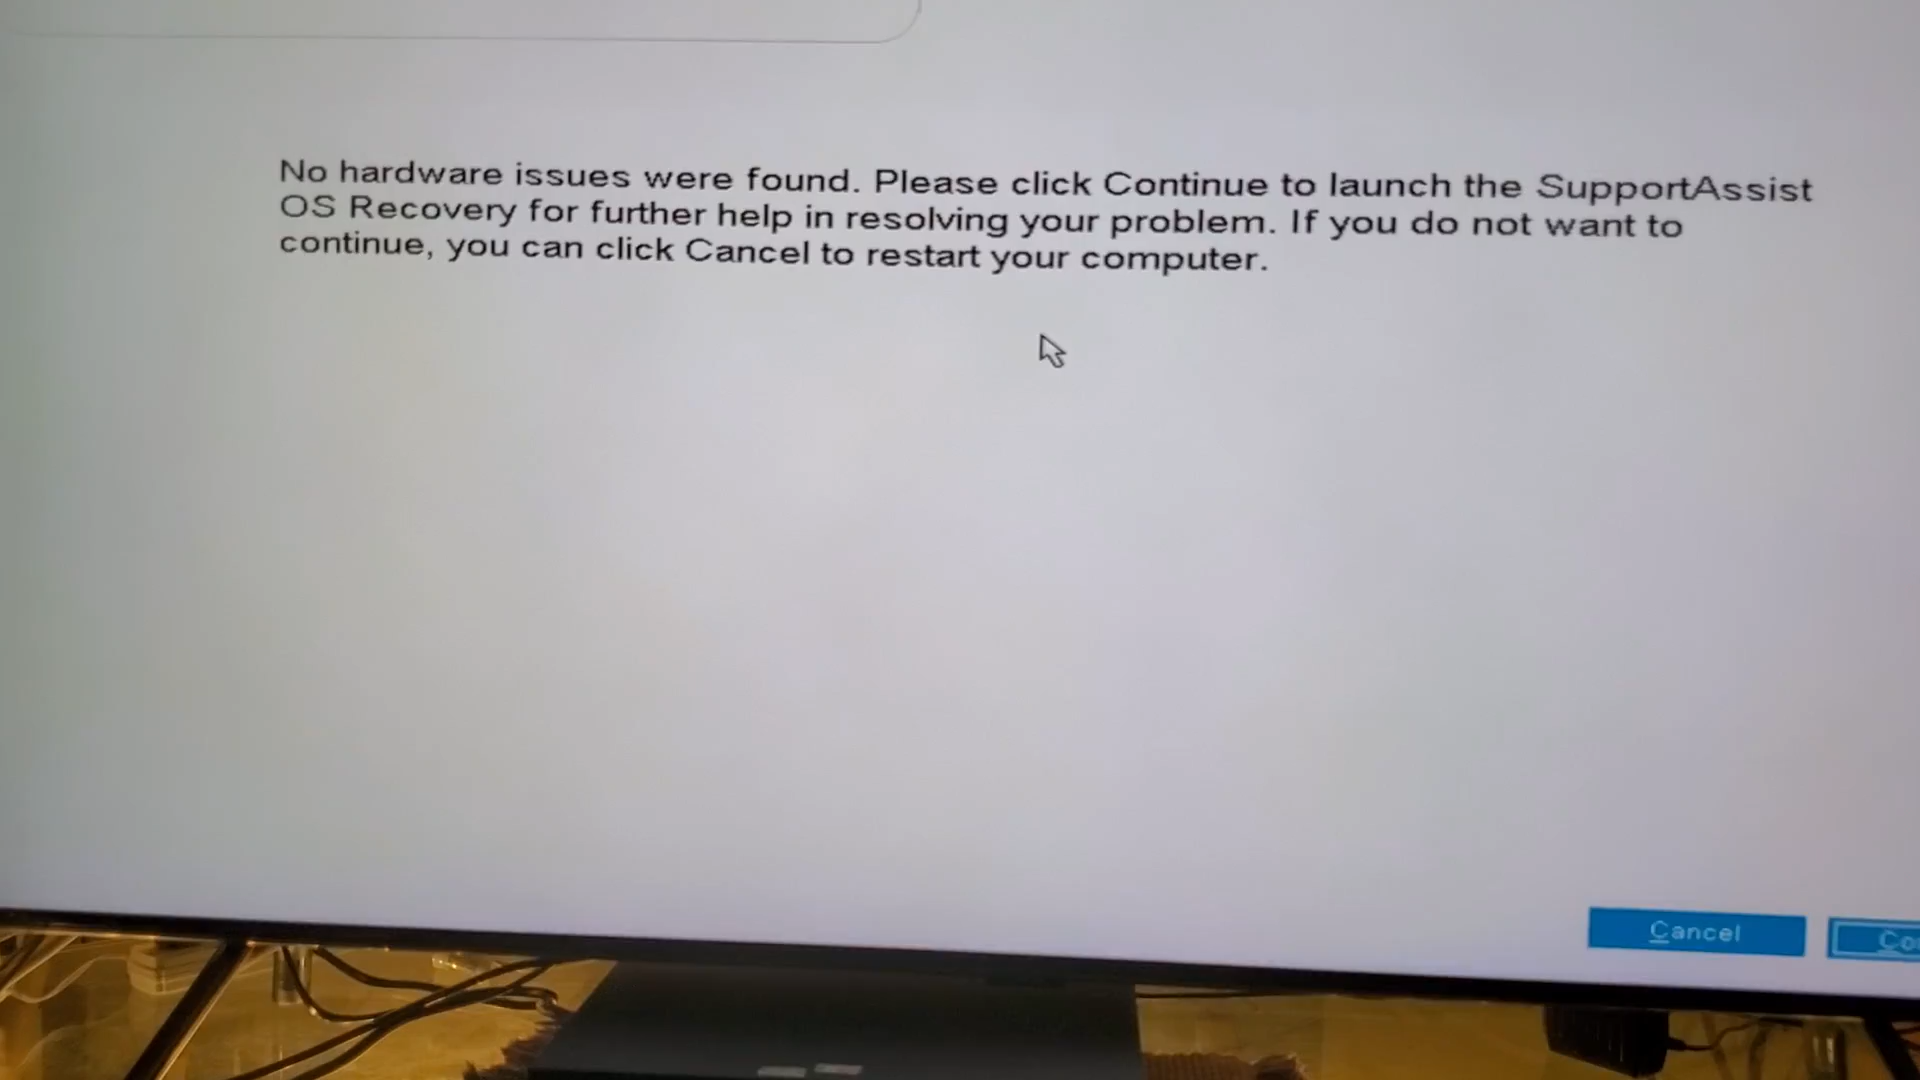 No hardware issues were found. Please click Continue to launch the SupportAssist
OS Recovery for further help in resolving your problem. If you do not want to
continue, you can click Cancel to restart your computer.
Cancel